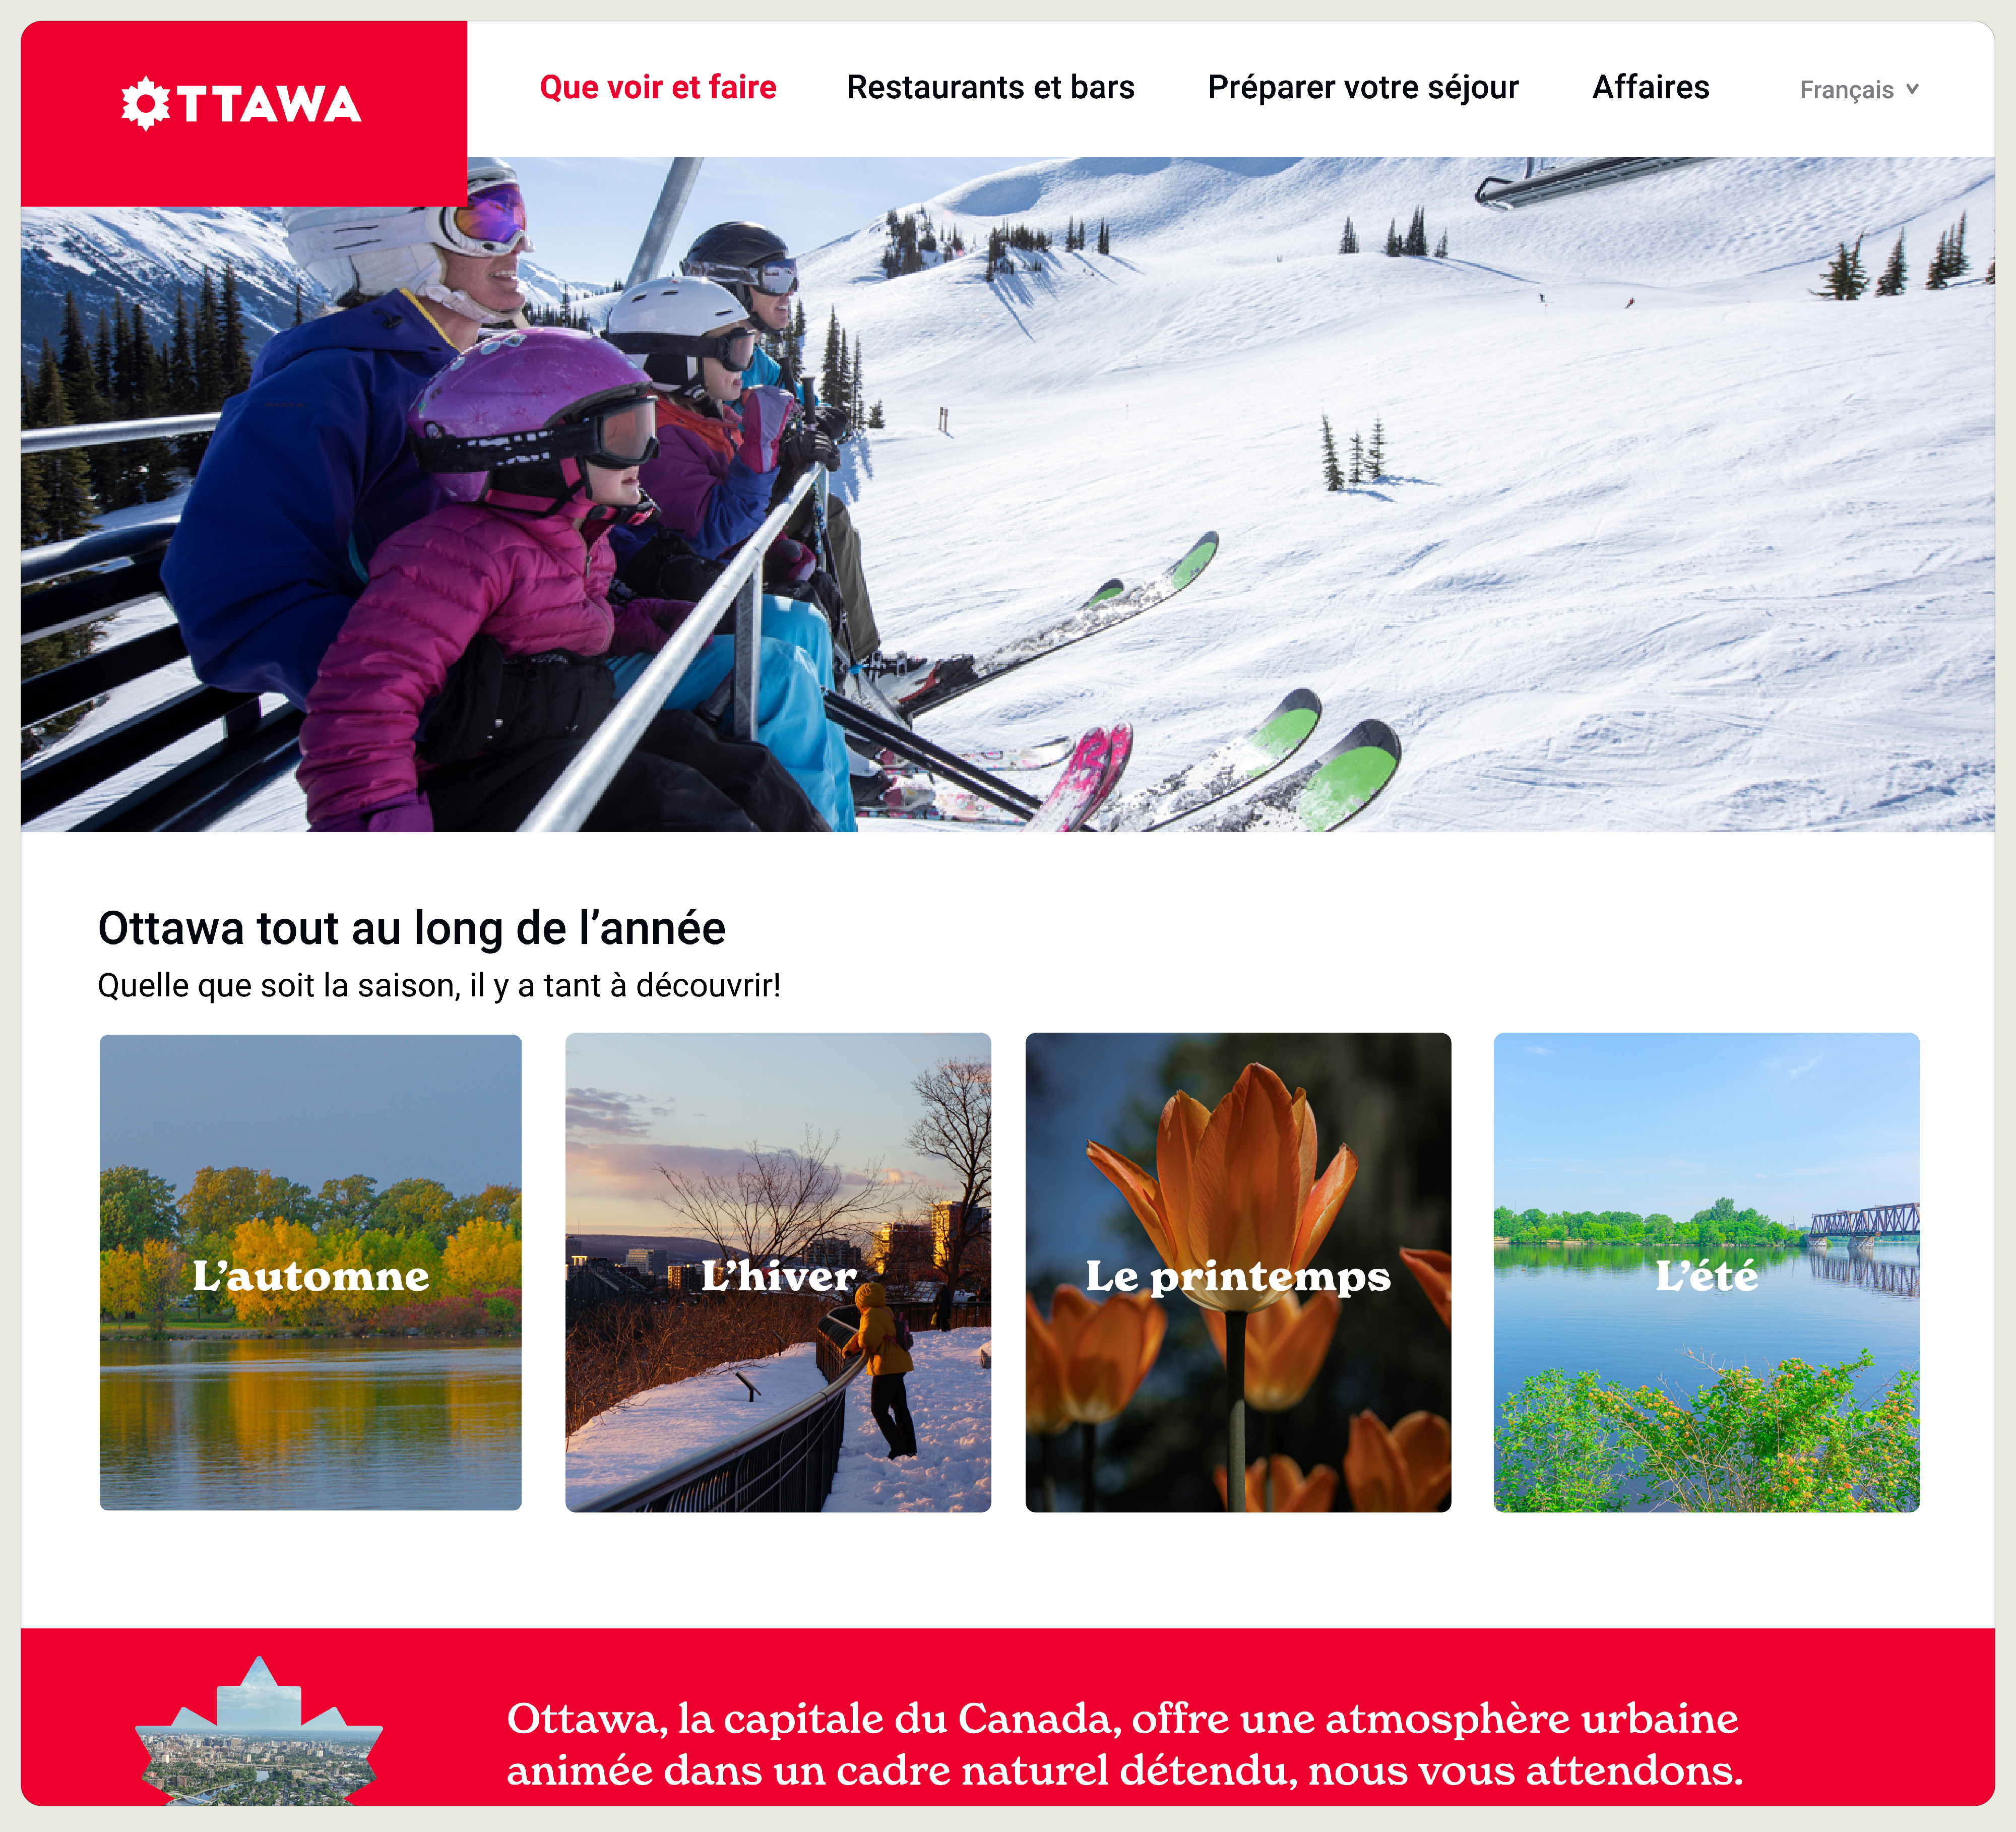 OTTAWA
Que voir et faire
Restaurants et bars
Préparer votre séjour
Affaires
Français
Ottawa tout au long de l’année
Quelle que soit la saison, il y a tant à découvrir!
L’automne
L’hiver
Le printemps
L’été
Ottawa, la capitale du Canada, offre une atmosphère urbaine
animée dans un cadre naturel détendu, nous vous attendons.